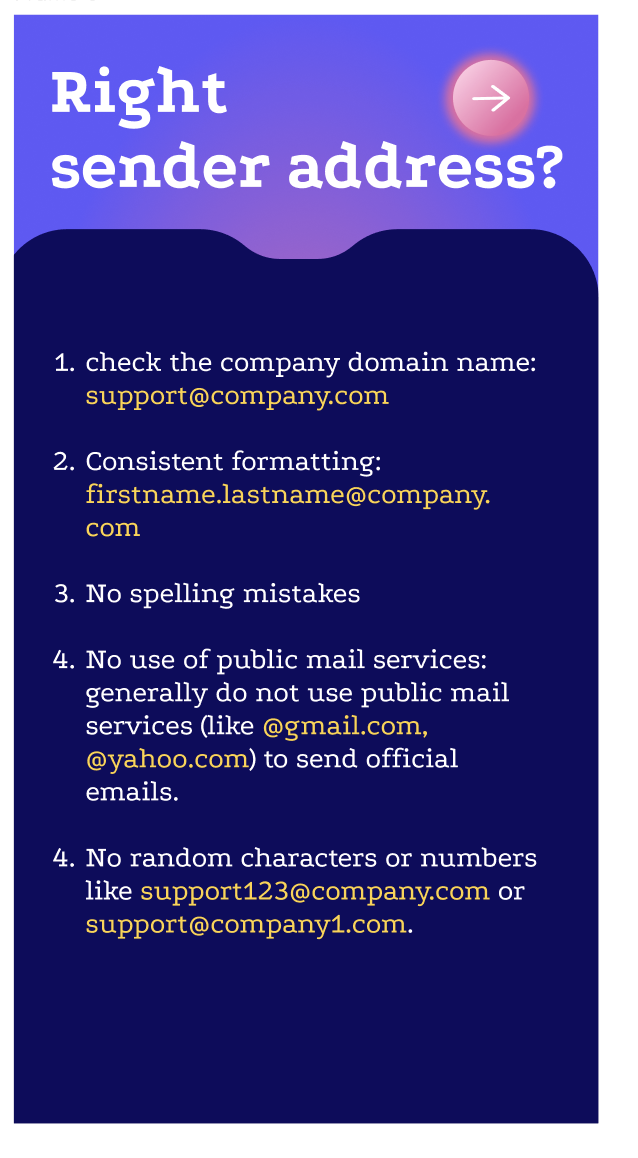 Right
sender address?
1. check the company domain name:
support@company.com
2. Consistent formatting:
firstname.lastname@company.
com
3. No spelling mistakes
4. No use of public mail services:
generally do not use public mail
services (like @gmail.com,
@yahoo.com) to send official
emails.
4. No random characters or numbers
like support123@company.com or
support@company1.com.